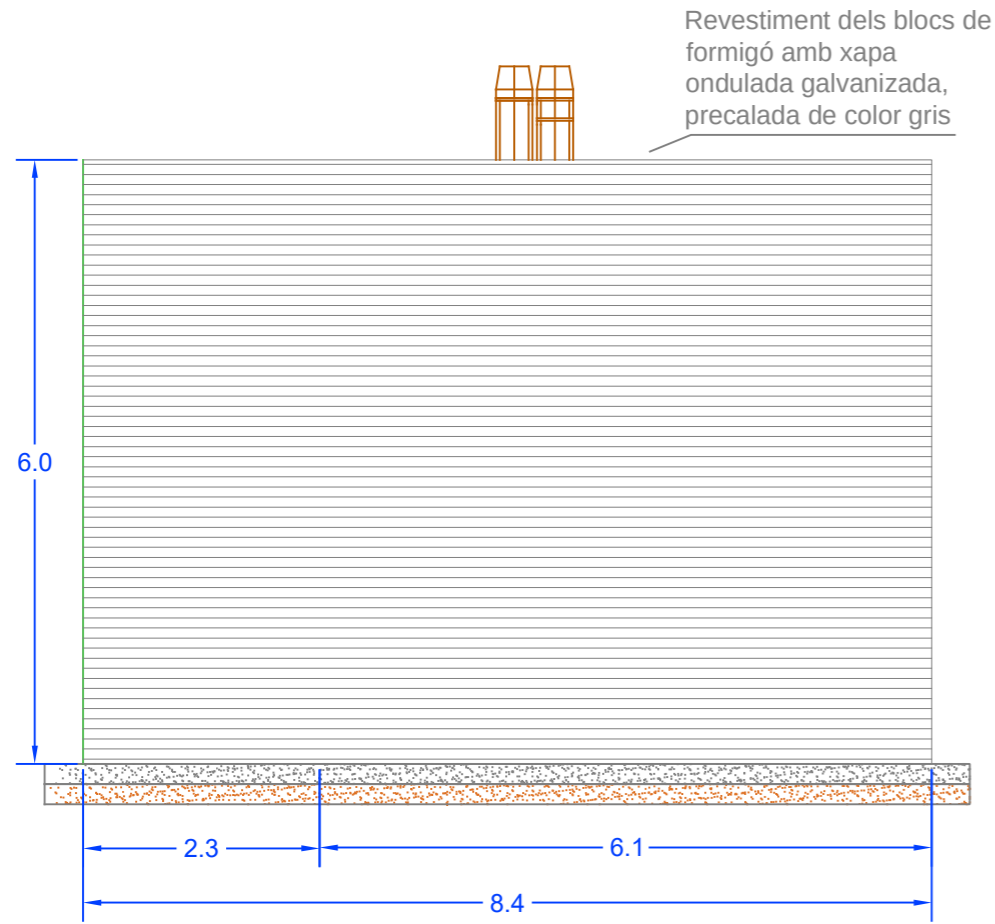 Revestiment dels blocs de
formigó amb xapa
ondulada galvanizada,
precalada de color gris
6.0
2.3
6.1
8.4